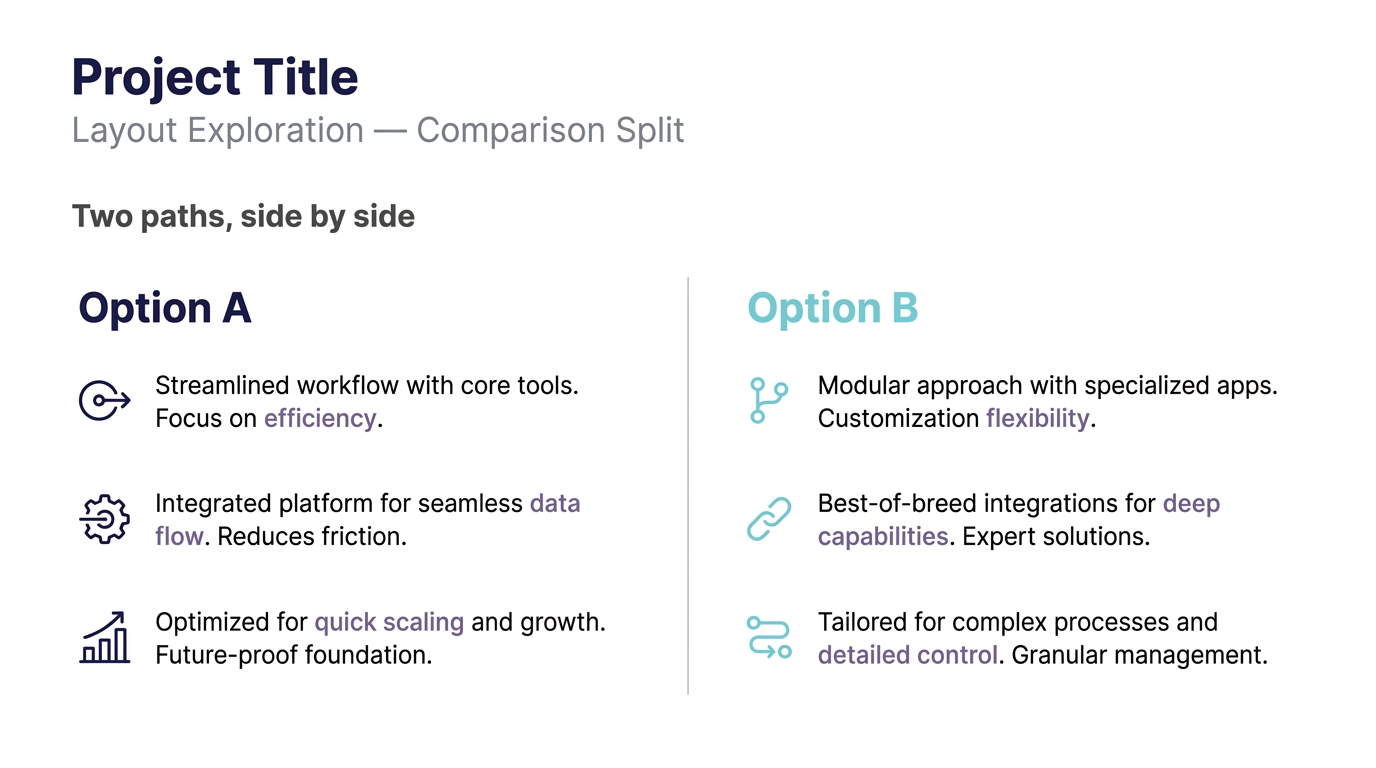 Project Title
Layout Exploration — Comparison Split
Two paths, side by side
Option A
Streamlined workflow with core tools.
Focus on efficiency.
Integrated platform for seamless data
flow. Reduces friction.
Optimized for quick scaling and growth.
Future-proof foundation.
Option B
Modular approach with specialized apps.
Customization flexibility.
Best-of-breed integrations for deep
capabilities. Expert solutions.
Tailored for complex processes and
detailed control. Granular management.